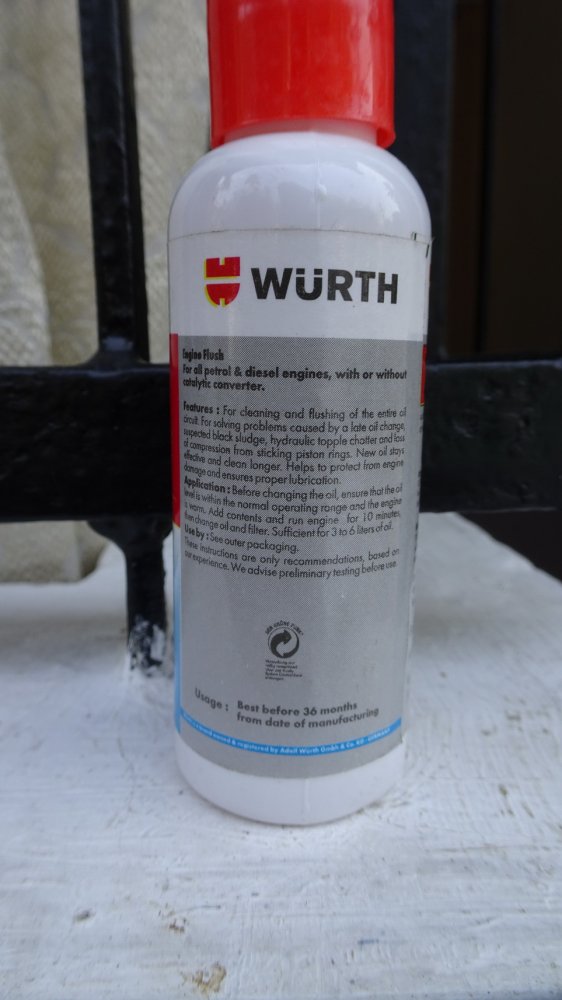 WÜRTH
Engine Flush
For all petrol & diesel engines, with or without
catalytic converter.
Features : For cleaning and flushing of the entire oil
circuit. For solving problems caused by a late oil change,
suspected black sludge, hydraulic topple chatter and loss
of compression from sticking piston rings. New oil stays
effective and clean longer. Helps to protect from engine
damage and ensures proper lubrication.
Application : Before changing the oil, ensure that the oil
level is within the normal operating range and the engine
is warm. Add contents and run engine for 10 minutes,
then change oil and filter. Sufficient for 3 to 6 liters of oil.
Use by : See outer packaging.
These instructions are only recommendations, based on
our experience. We advise preliminary testing before use.
DER GRÜNE PUNKT
Usage : Best before 36 months
from date of manufacturing
owned & registered by Adolf Würth GmbH & Co. KG - GERMANY